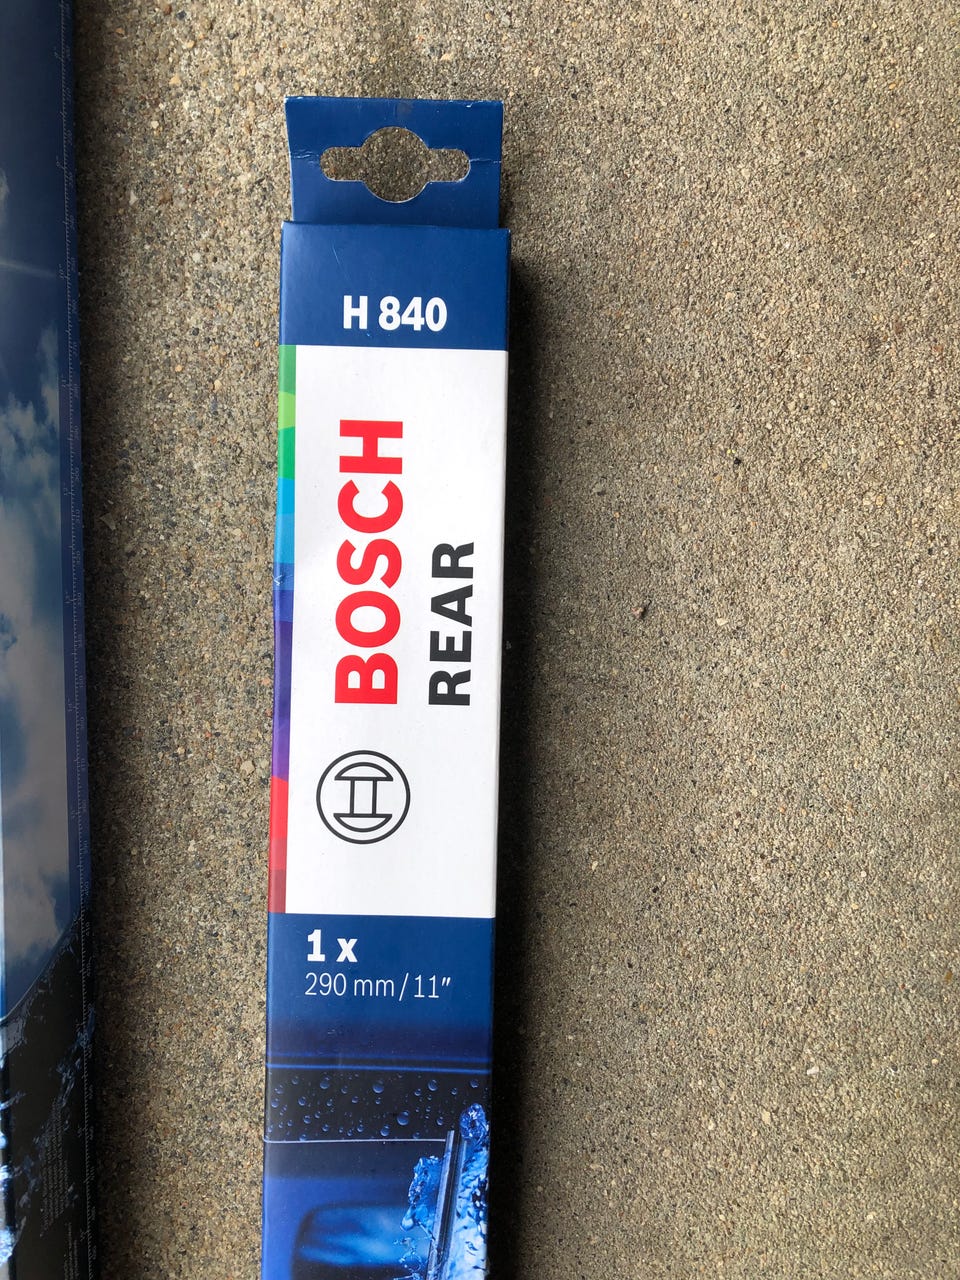 H 840
BOSCH
REAR
1 x
290 mm/11″